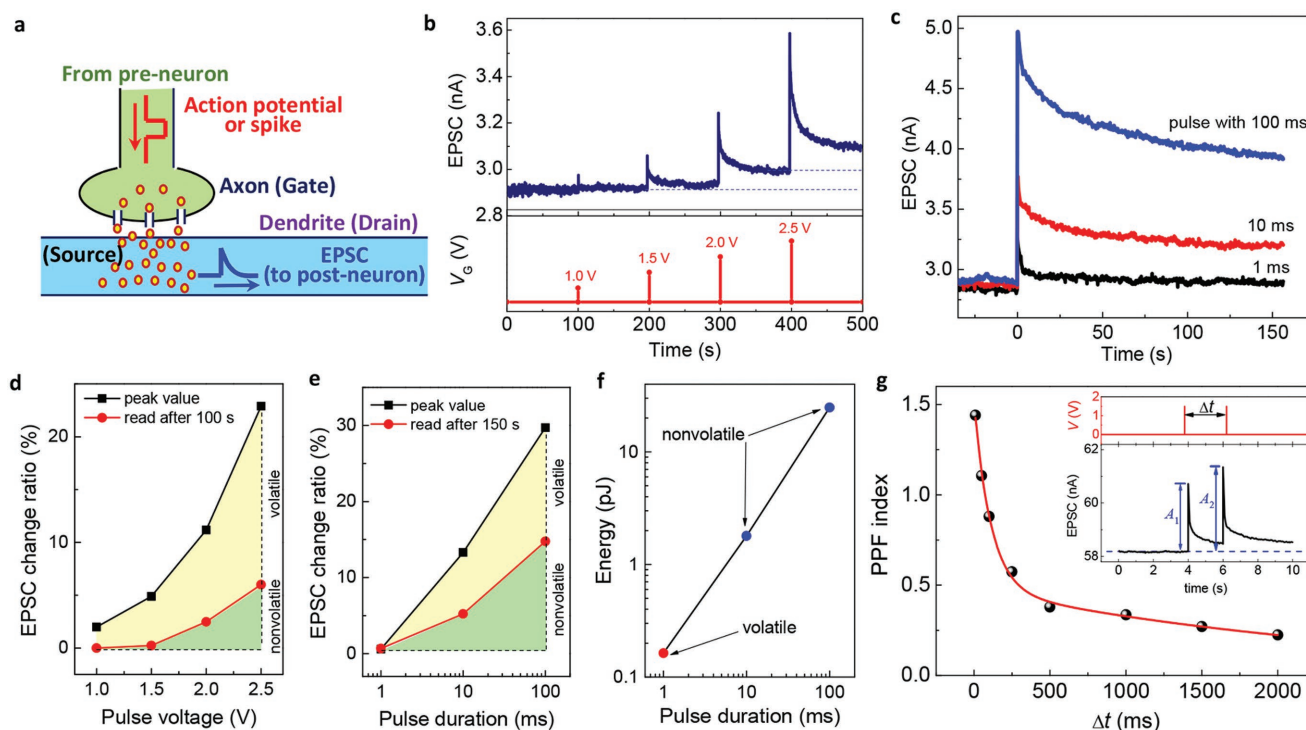 a
From pre-neuron
Action potential
or spike
Axon (Gate)
Dendrite (Drain)
(Source)
EPSC
(to post-neuron)
b
EPSC (nA)
3.6
3.2
3.0
2.8
V_G (V)
1.0 V
1.5 V
2.0 V
2.5 V
0 100 200 300 400 500
Time (s)
c
EPSC (nA)
5.0
4.5
4.0
3.5
3.0
pulse with 100 ms
10 ms
1 ms
0 50 100 150
Time (s)
d
EPSC change ratio (%)
peak value
read after 100 s
20
10
0
volatile
nonvolatile
1.0 1.5 2.0 2.5
Pulse voltage (V)
e
EPSC change ratio (%)
peak value
read after 150 s
30
20
10
0
volatile
nonvolatile
1 10 100
Pulse duration (ms)
f
Energy (pJ)
10
1
0.1
nonvolatile
volatile
1 10 100
Pulse duration (ms)
g
PPF index
1.5
1.0
0.5
0.0
0 500 1000 1500 2000
Δt (ms)
V (V)
2
1
0
Δt
EPSC (nA)
62
60
58
A₁
A₂
0 2 4 6 8 10
time (s)